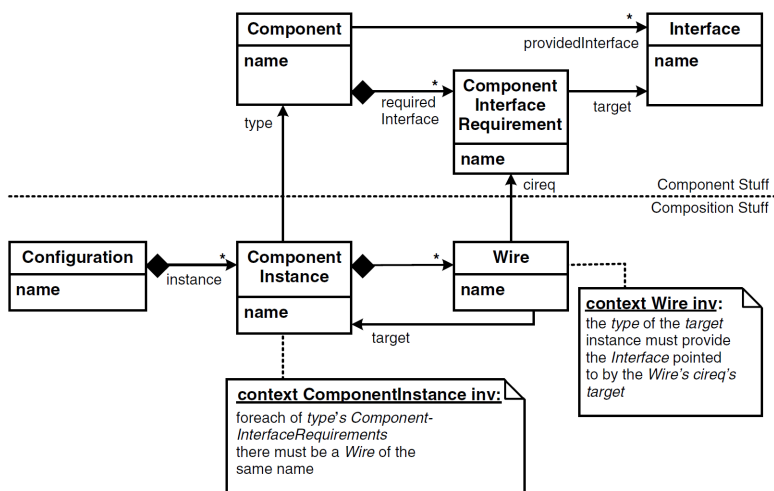 Component
name
*
providedInterface
Interface
name
*
required
Interface
Component
Interface
Requirement
name
target
type
cireq
Component Stuff
Composition Stuff
Configuration
name
*
instance
Component
Instance
name
*
Wire
name
target
context Wire inv:
the type of the target
instance must provide
the Interface pointed
to by the Wire's cireq's
target
context ComponentInstance inv:
foreach of type's Component-
InterfaceRequirements
there must be a Wire of the
same name